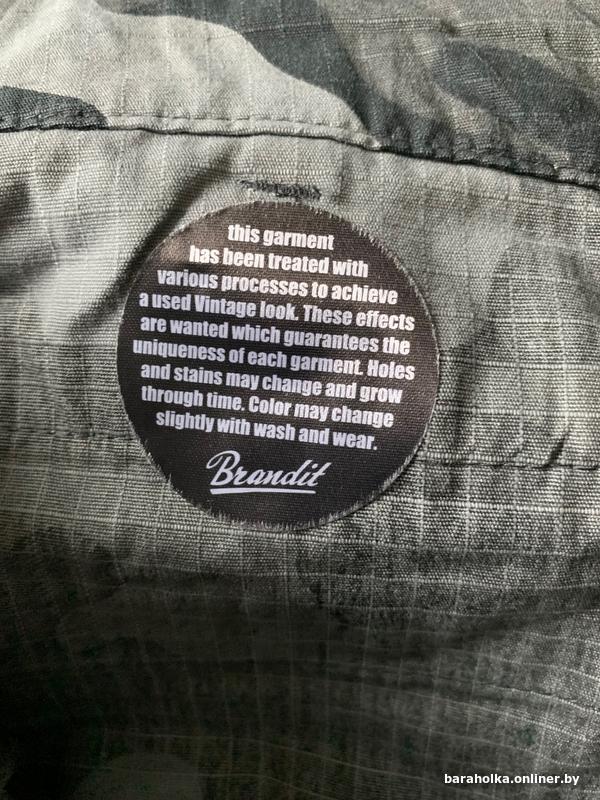 this garment
has been treated with
various processes to achieve
a used Vintage look. These effects
are wanted which guarantees the
uniqueness of each garment. Holes
and stains may change and grow
through time. Color may change
slightly with wash and wear.
Brandit
baraholka.onliner.by